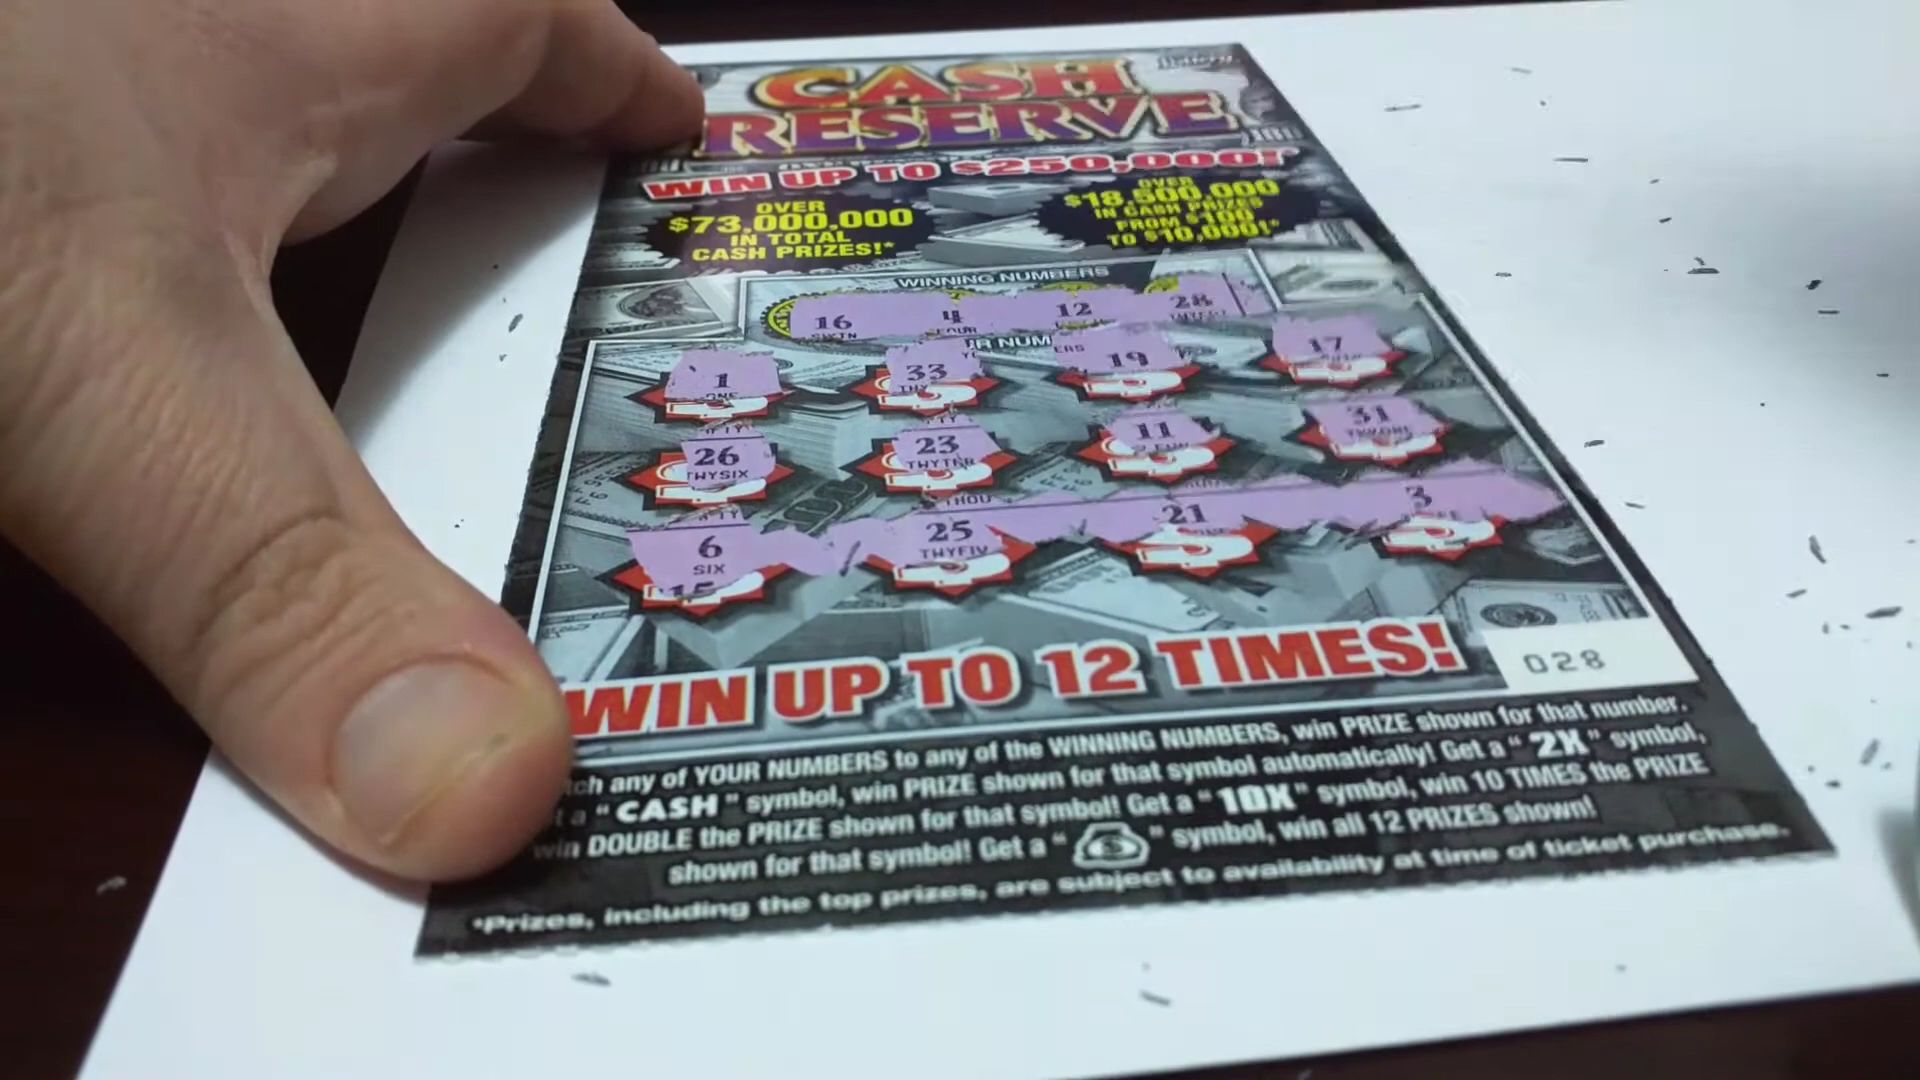 CASH
RESERVE
WIN UP TO $250,000!
OVER
$73,000,000
IN TOTAL
CASH PRIZES!*
OVER
$18,500,000
IN CASH PRIZES
FROM $100
TO $10,000!*
WINNING NUMBERS
16 4 12 28
FOUR
1 33 19 17
ONE
26 23 11 31
TWYSIX TWYTHR TRYONE
6 25 21 3
SIX TWYFIV
WIN UP TO 12 TIMES!
028
any of YOUR NUMBERS to any of the WINNING NUMBERS, win PRIZE shown for that number.
a "CASH" symbol, win PRIZE shown for that symbol automatically! Get a "2X" symbol,
win DOUBLE the PRIZE shown for that symbol! Get a "10X" symbol, win 10 TIMES the PRIZE
shown for that symbol! Get a " " symbol, win all 12 PRIZES shown!
*Prizes, including the top prizes, are subject to availability at time of ticket purchase.